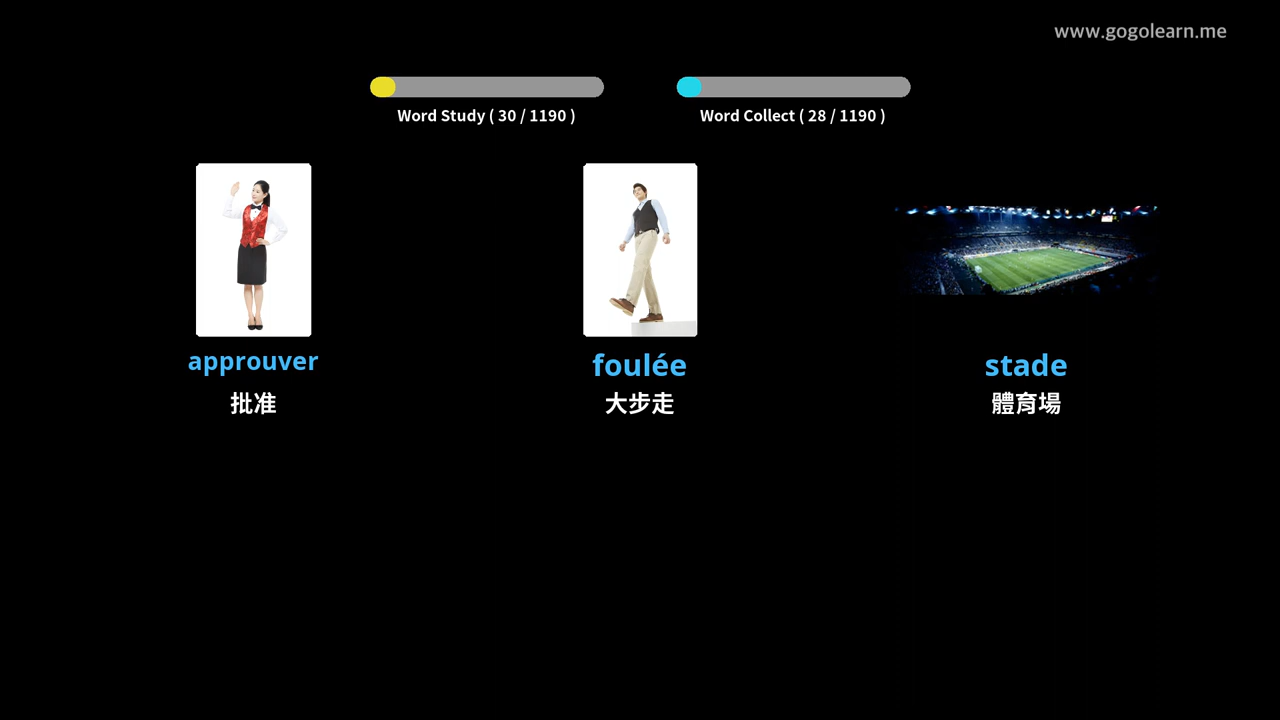 www.gogolearn.me
Word Study ( 30 / 1190 )
Word Collect ( 28 / 1190 )
approuver
批准
foulée
大步走
stade
體育場